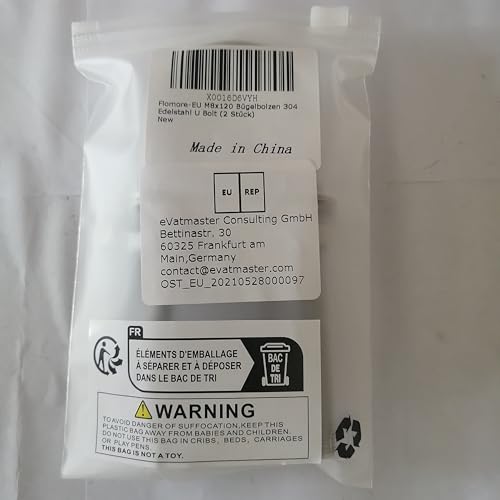 X0016D6VYH
Flomore-EU M8x120 Bügelbolzen 304
Edelstahl U Bolt (2 Stück)
New
Made in China
EU REP
eVatmaster Consulting GmbH
Bettinastr. 30
60325 Frankfurt am
Main,Germany
contact@evatmaster.com
OST_EU_20210528000097
FR
ÉLÉMENTS D'EMBALLAGE
À SÉPARER ET À DÉPOSER
DANS LE BAC DE TRI
BAC
DE
TRI
WARNING
TO AVOID DANGER OF SUFFOCATION,KEEP THIS
PLASTIC BAG AWAY FROM BABIES AND CHILDREN.
DO NOT USE THIS BAG IN CRIBS, BEDS, CARRIAGES
OR PLAY PENS.
THIS BAG IS NOT A TOY.